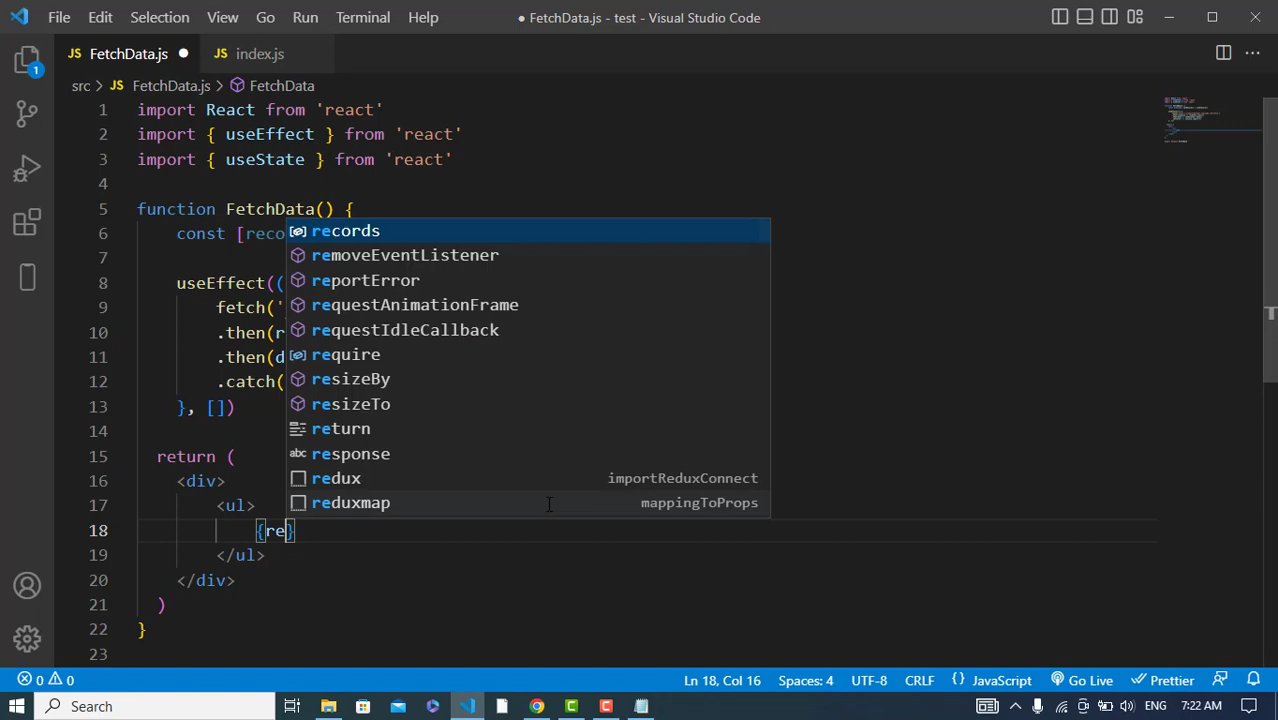 File Edit Selection View Go Run Terminal Help ● FetchData.js - test - Visual Studio Code
JS FetchData.js ● JS index.js
src > JS FetchData.js > FetchData
1 import React from 'react'
2 import { useEffect } from 'react'
3 import { useState } from 'react'
4
5 function FetchData() {
6 const [reco
7
8 useEffect((
9 fetch('
10 .then(r
11 .then(d
12 .catch(
13 }, [])
14
15 return (
16 <div>
17 <ul>
18 {re}
19 </ul>
20 </div>
21 )
22 }
23
records
removeEventListener
reportError
requestAnimationFrame
requestIdleCallback
require
resizeBy
resizeTo
return
abc response
redux importReduxConnect
reduxmap mappingToProps
1
0 0 Ln 18, Col 16 Spaces: 4 UTF-8 CRLF {} JavaScript Go Live Prettier
Search ENG 7:22 AM